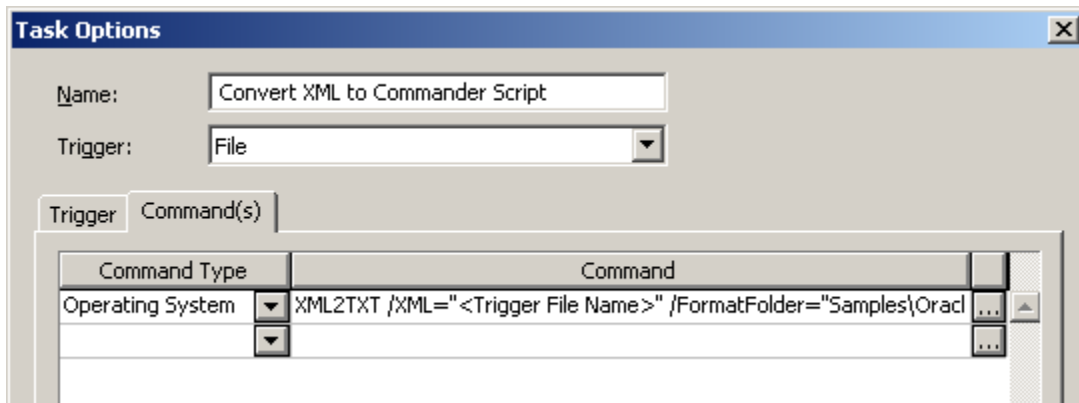 Task Options
Name: Convert XML to Commander Script
Trigger: File
Trigger Command(s)
Command Type Command
Operating System XML2TXT /XML="<Trigger File Name>" /FormatFolder="Samples\Oracl ...
...